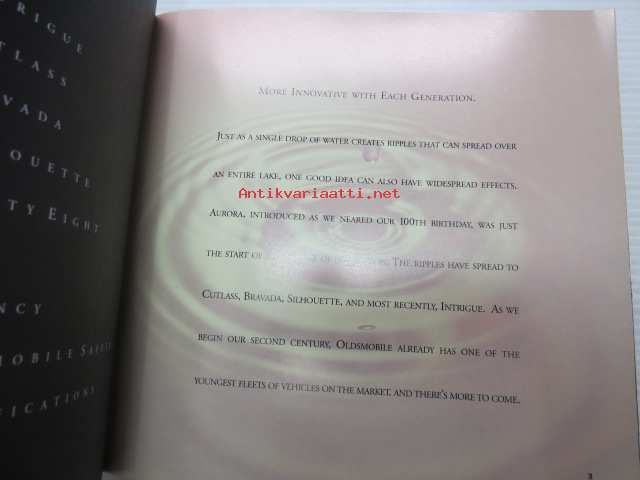 RIGUE
TLASS
VADA
OUETTE
TY EIGHT
NCY
MOBILE
FICATIONS
MORE INNOVATIVE WITH EACH GENERATION.
JUST AS A SINGLE DROP OF WATER CREATES RIPPLES THAT CAN SPREAD OVER
AN ENTIRE LAKE, ONE GOOD IDEA CAN ALSO HAVE WIDESPREAD EFFECTS.
Antikvariaatti.net
AURORA, INTRODUCED AS WE NEARED OUR 100TH BIRTHDAY, WAS JUST
THE START OF OF THE RIPPLES HAVE SPREAD TO
CUTLASS, BRAVADA, SILHOUETTE, AND MOST RECENTLY, INTRIGUE. AS WE
BEGIN OUR SECOND CENTURY, OLDSMOBILE ALREADY HAS ONE OF THE
YOUNGEST FLEETS OF VEHICLES ON THE MARKET. AND THERE'S MORE TO COME.
3